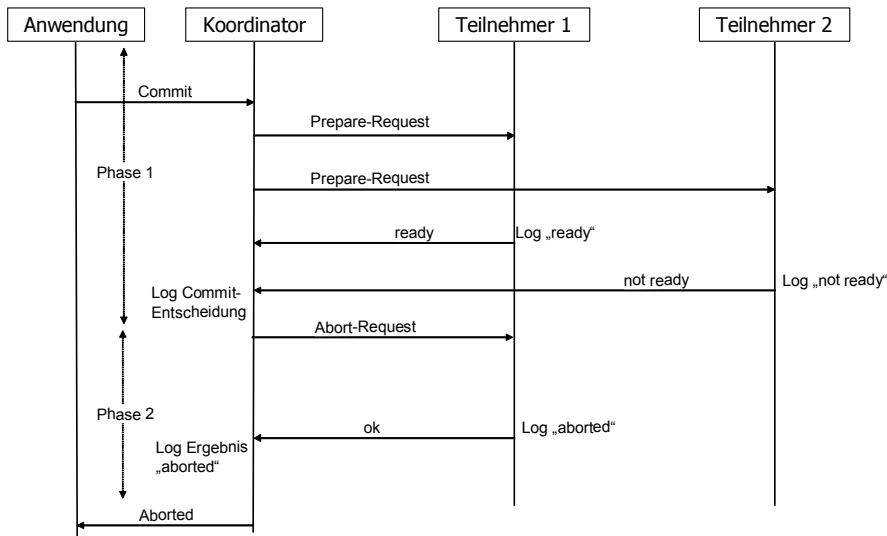 Anwendung
Koordinator
Teilnehmer 1
Teilnehmer 2
Commit
Prepare-Request
Phase 1
Prepare-Request
ready
Log „ready“
not ready
Log „not ready“
Log Commit-
Entscheidung
Abort-Request
Phase 2
ok
Log „aborted“
Log Ergebnis
„aborted“
Aborted